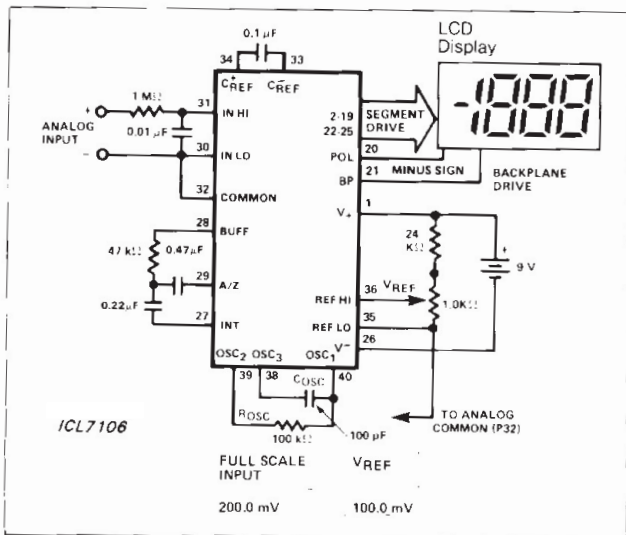 LCD
Display
0.1 µF
34 33
C+REF C-REF
1 MΩ
+
31
IN HI
ANALOG
INPUT
0.01 µF
-
30
IN LO
32
COMMON
28
BUFF
47 kΩ
0.47µF
29
A/Z
0.22µF
27
INT
2-19
22-25
SEGMENT
DRIVE
20
POL
MINUS SIGN
21
BP
BACKPLANE
DRIVE
-1888
1
V+
24
KΩ
+
9 V
36
VREF
REF HI
1.0KΩ
35
REF LO
26
V-
OSC2 OSC3 OSC1
39 38 40
COSC
ROSC
100 kΩ
100 pF
TO ANALOG
COMMON (P32)
ICL7106
FULL SCALE
INPUT
VREF
200.0 mV 100.0 mV